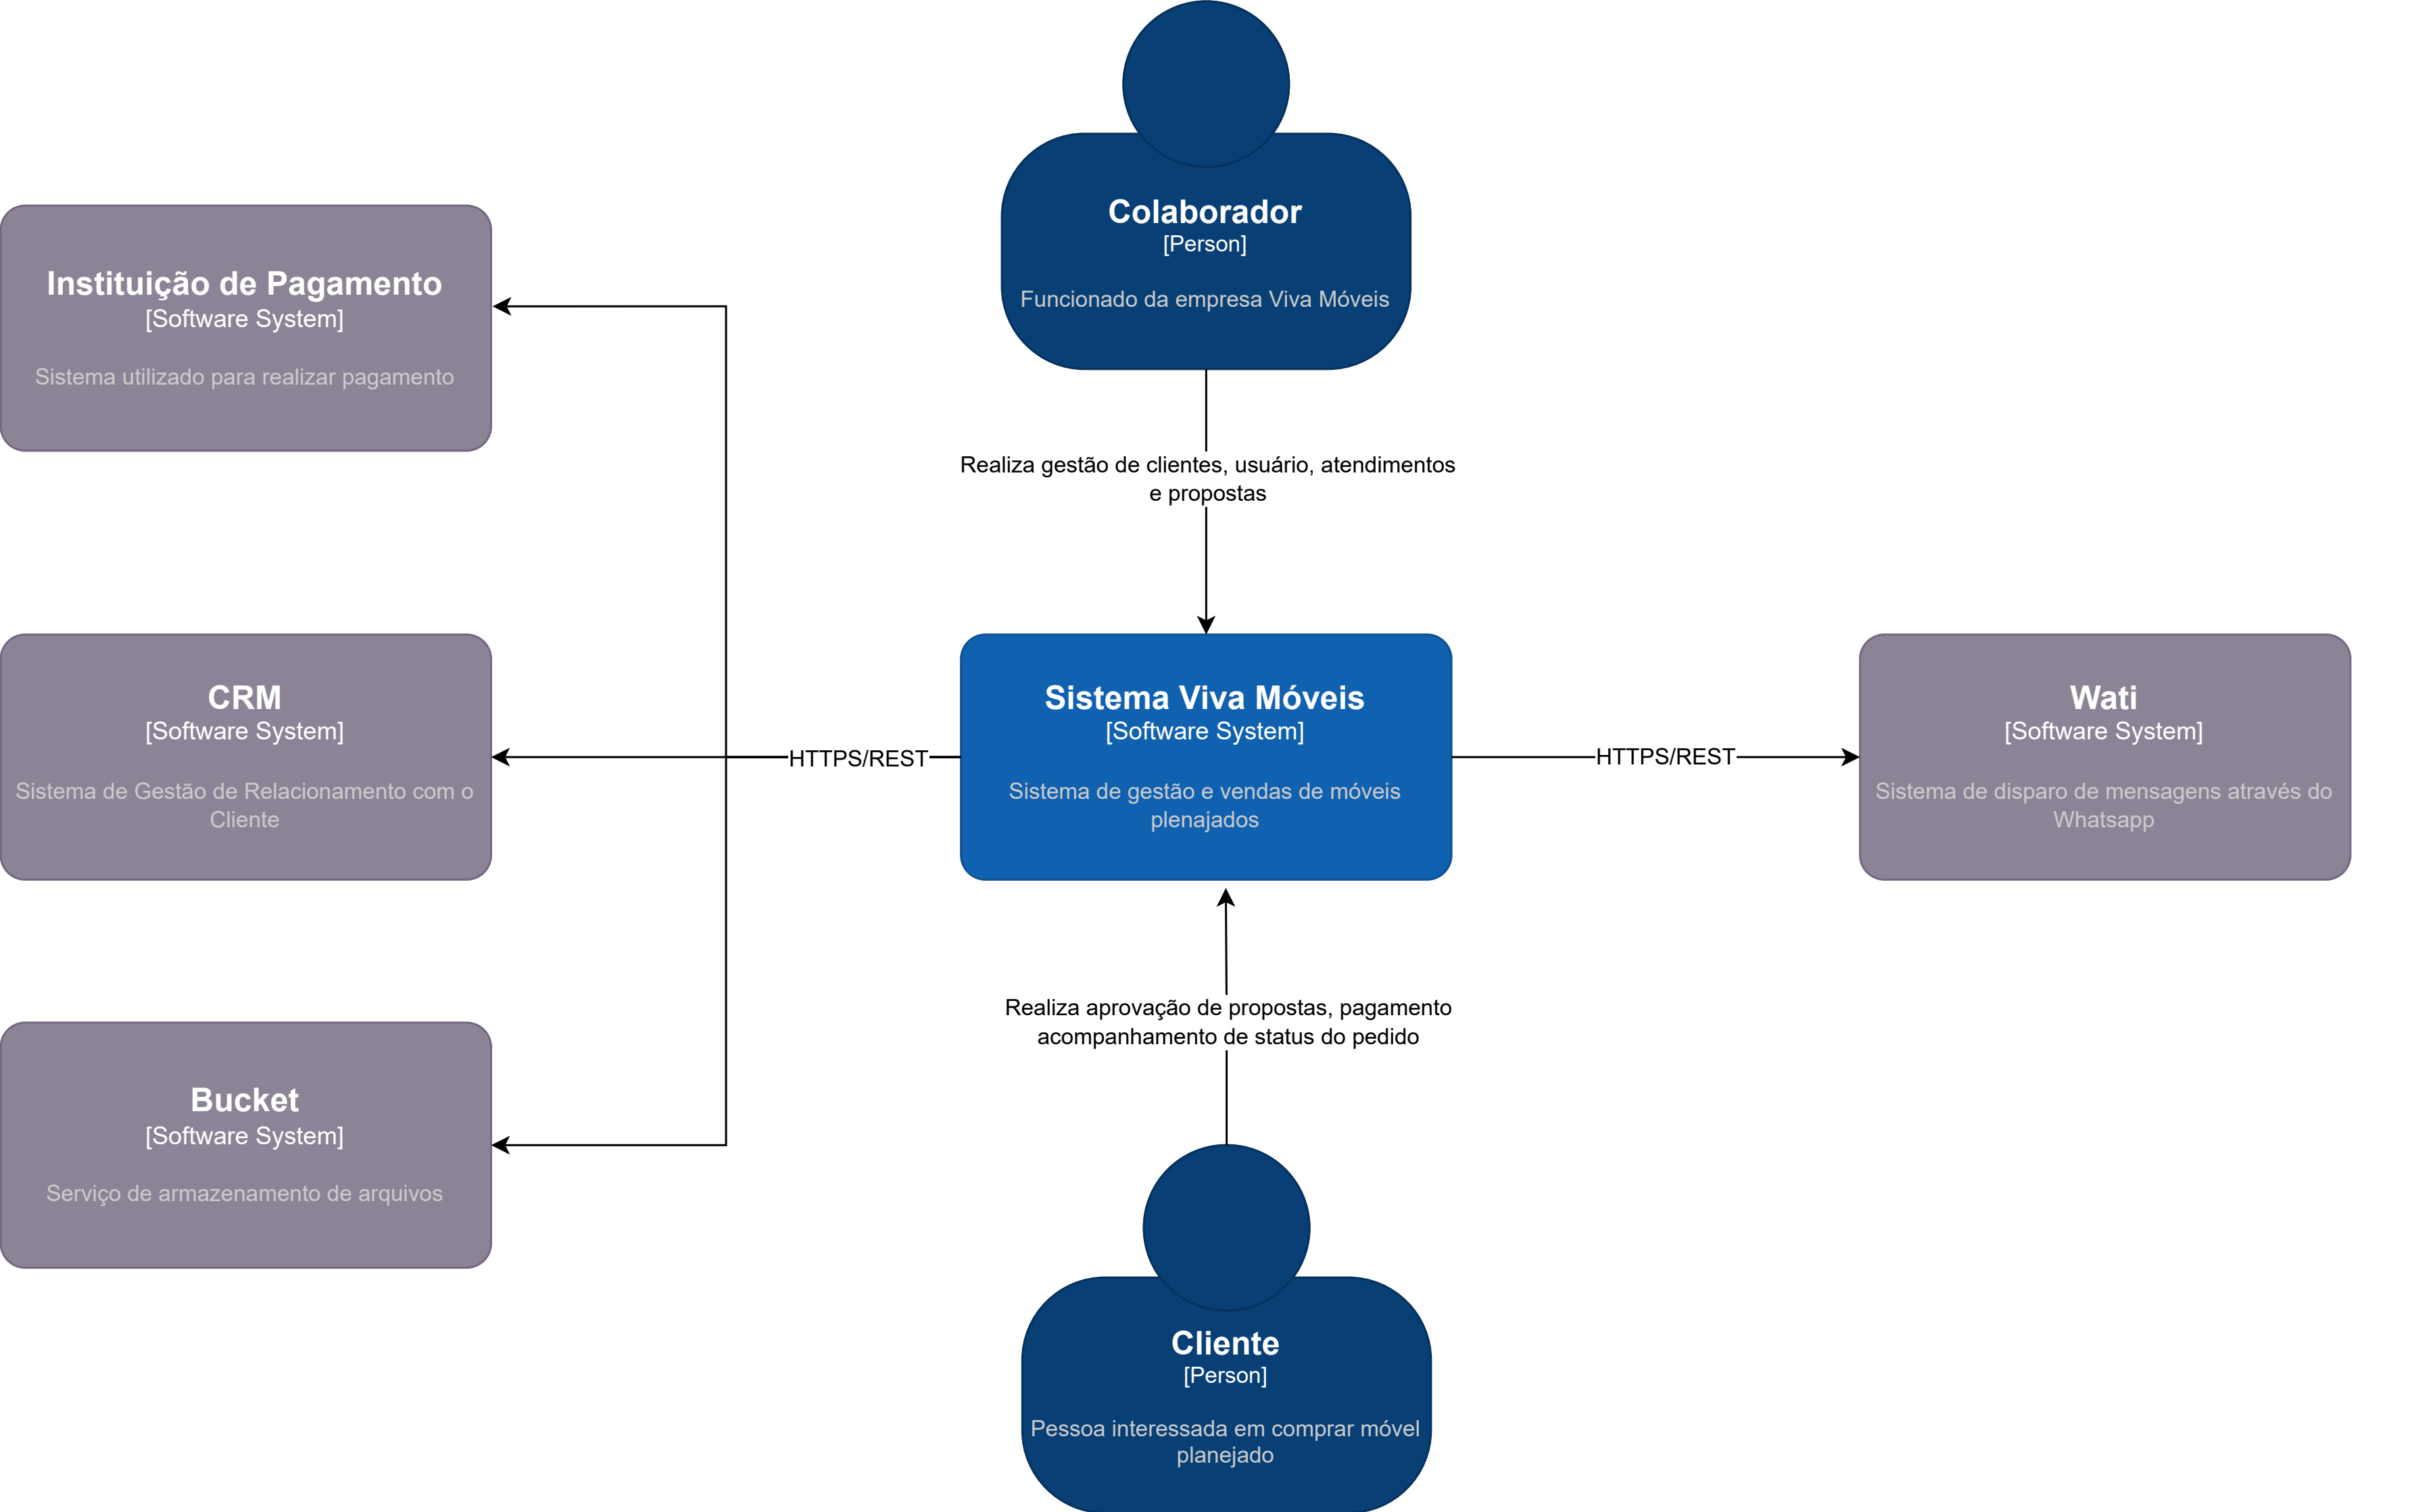 Colaborador
[Person]
Funcionado da empresa Viva Móveis
Instituição de Pagamento
[Software System]
Sistema utilizado para realizar pagamento
Realiza gestão de clientes, usuário, atendimentos
e propostas
CRM
[Software System]
Sistema de Gestão de Relacionamento com o
Cliente
HTTPS/REST
Sistema Viva Móveis
[Software System]
Sistema de gestão e vendas de móveis
plenajados
HTTPS/REST
Wati
[Software System]
Sistema de disparo de mensagens através do
Whatsapp
Realiza aprovação de propostas, pagamento
acompanhamento de status do pedido
Bucket
[Software System]
Serviço de armazenamento de arquivos
Cliente
[Person]
Pessoa interessada em comprar móvel
planejado